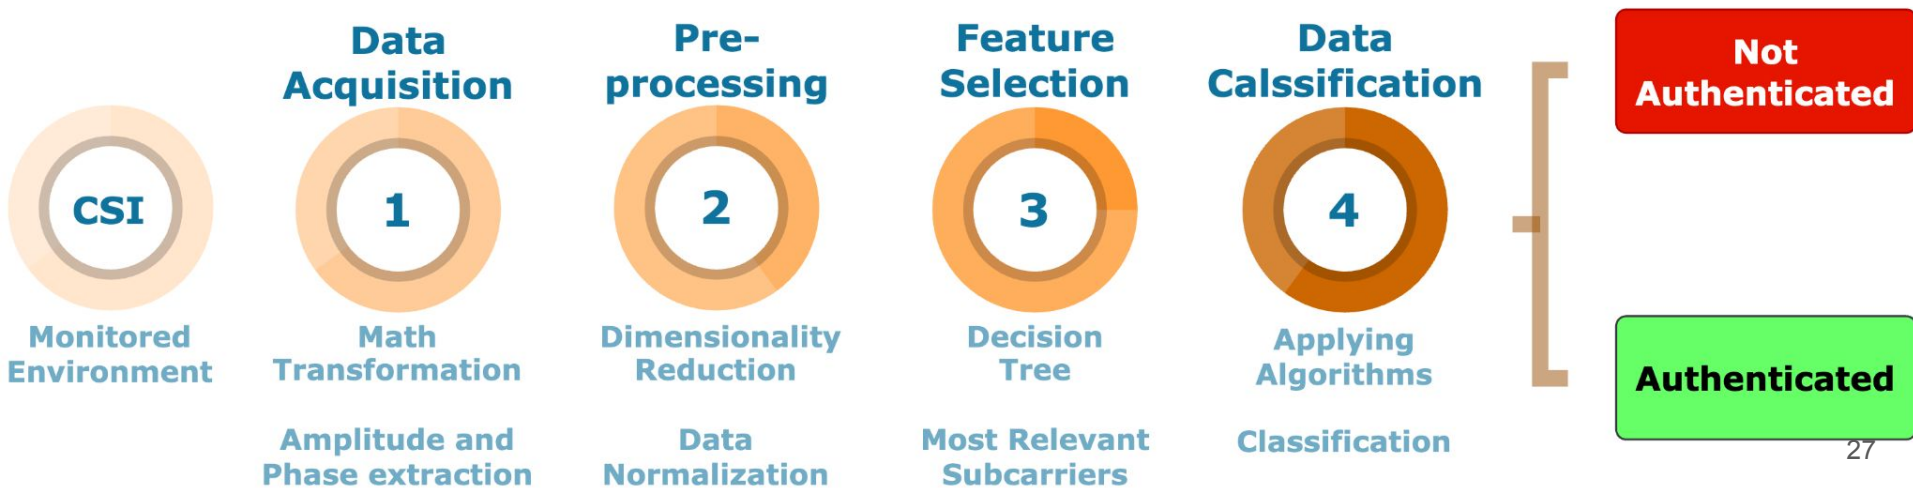 CSI
Monitored
Environment
Data
Acquisition
1
Math
Transformation
Amplitude and
Phase extraction
Pre-
processing
2
Dimensionality
Reduction
Data
Normalization
Feature
Selection
3
Decision
Tree
Most Relevant
Subcarriers
Data
Calssification
4
Applying
Algorithms
Classification
Not
Authenticated
Authenticated
27